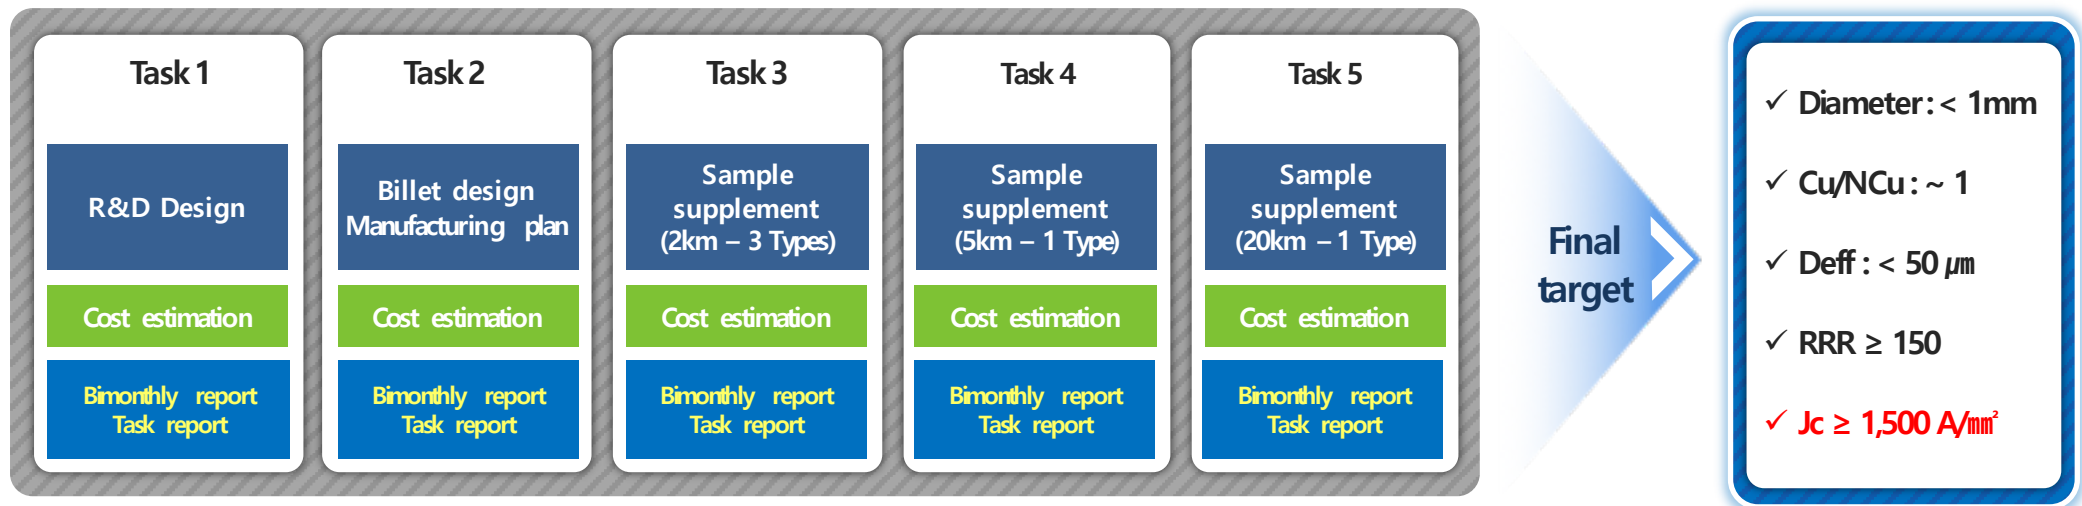 Task 1
R&D Design
Cost estimation
Bimonthly report
Task report
Task 2
Billet design
Manufacturing plan
Cost estimation
Bimonthly report
Task report
Task 3
Sample
supplement
(2km – 3 Types)
Cost estimation
Bimonthly report
Task report
Task 4
Sample
supplement
(5km – 1 Type)
Cost estimation
Bimonthly report
Task report
Task 5
Sample
supplement
(20km – 1 Type)
Cost estimation
Bimonthly report
Task report
Final
target
✓ Diameter : < 1mm
✓ Cu/NCu : ~ 1
✓ Deff : < 50 μm
✓ RRR ≥ 150
✓ Jc ≥ 1,500 A/mm²